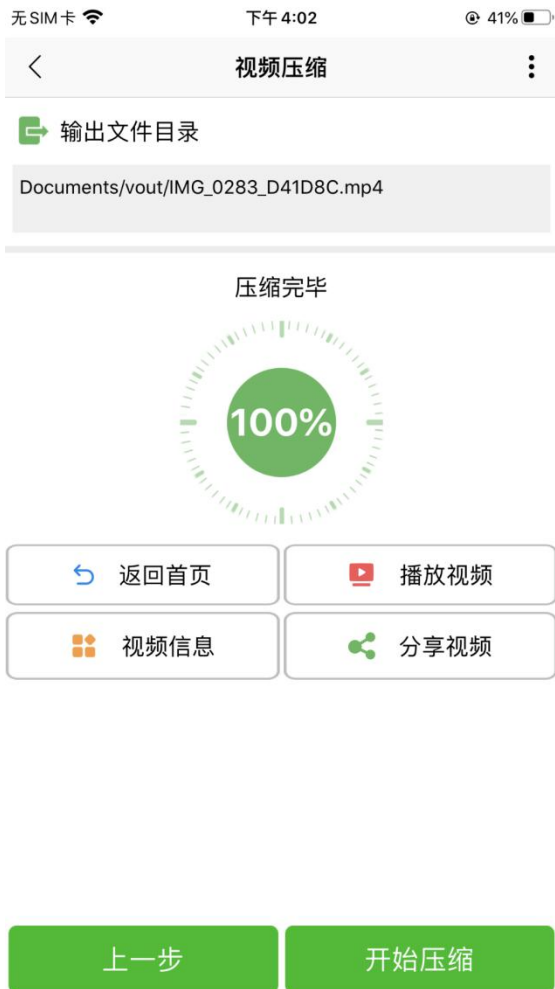 无SIM卡 下午4:02 41%
视频压缩
输出文件目录
Documents/vout/IMG_0283_D41D8C.mp4
压缩完毕
100%
返回首页 播放视频
视频信息 分享视频
上一步 开始压缩